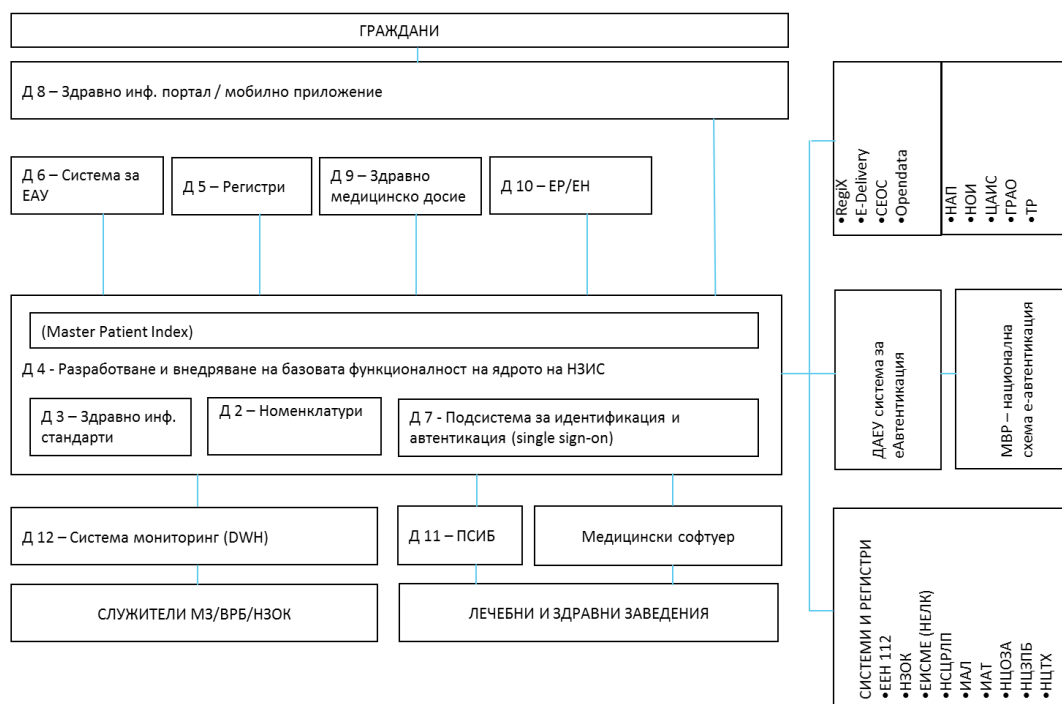 ГРАЖДАНИ
Д 8 – Здравно инф. портал / мобилно приложение
Д 6 – Система за
ЕАУ
Д 5 – Регистри
Д 9 – Здравно
медицинско досие
Д 10 – ЕР/ЕН
(Master Patient Index)
Д 4 - Разработване и внедряване на базовата функционалност на ядрото на НЗИС
Д 3 – Здравно инф.
стандарти
Д 2 – Номенклатури
Д 7 - Подсистема за идентификация и
автентикация (single sign-on)
Д 12 – Система мониторинг (DWH)
Д 11 – ПСИБ
Медицински софтуер
СЛУЖИТЕЛИ МЗ/ВРБ/НЗОК
ЛЕЧЕБНИ И ЗДРАВНИ ЗАВЕДЕНИЯ
•RegiX
•E-Delivery
•СЕОС
•Opendata
•НАП
•НОИ
•ЦАИС
•ГРАО
•ТР
ДАЕУ система за
еАвтентикация
МВР – национална
схема е-автентикация
СИСТЕМИ И РЕГИСТРИ
•ЕЕН 112
•НЗОК
•ЕИСМЕ (НЕЛК)
•НСЦРЛП
•ИАЛ
•ИАТ
•НЦОЗА
•НЦЗПБ
•НЦТХ